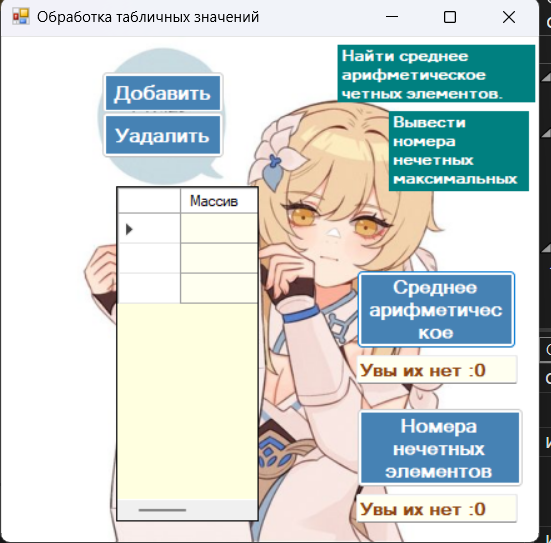 Обработка табличных значений
Найти среднее
арифметическое
четных элементов.
Добавить
Уадалить
Вывести
номера
нечетных
максимальных
Массив
Среднее
арифметичес
кое
Увы их нет :0
Номера
нечетных
элементов
Увы их нет :0